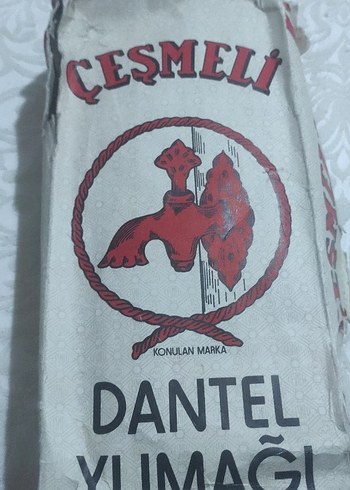 ÇEŞMELİ
KONULAN MARKA
DANTEL
YUMAĞI